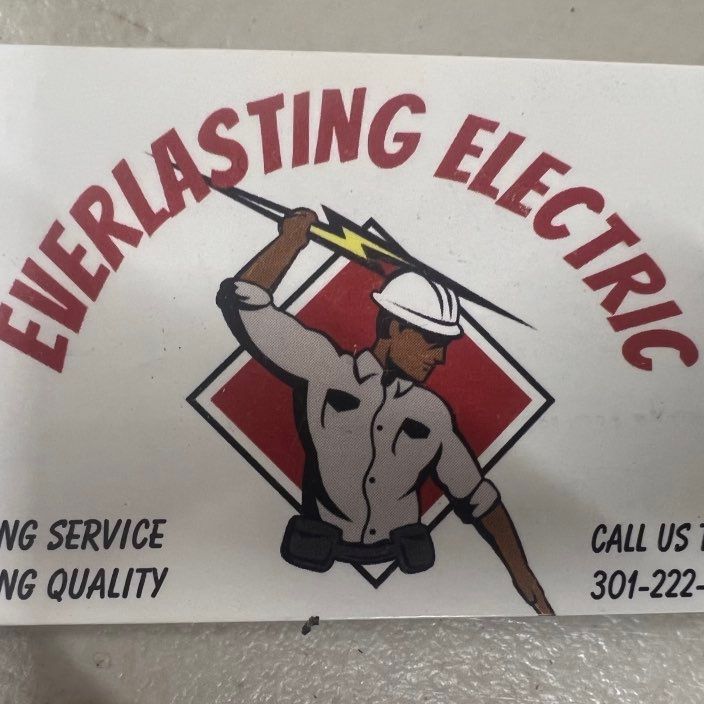 EVERLASTING ELECTRIC
NG SERVICE
NG QUALITY
CALL US T
301-222-